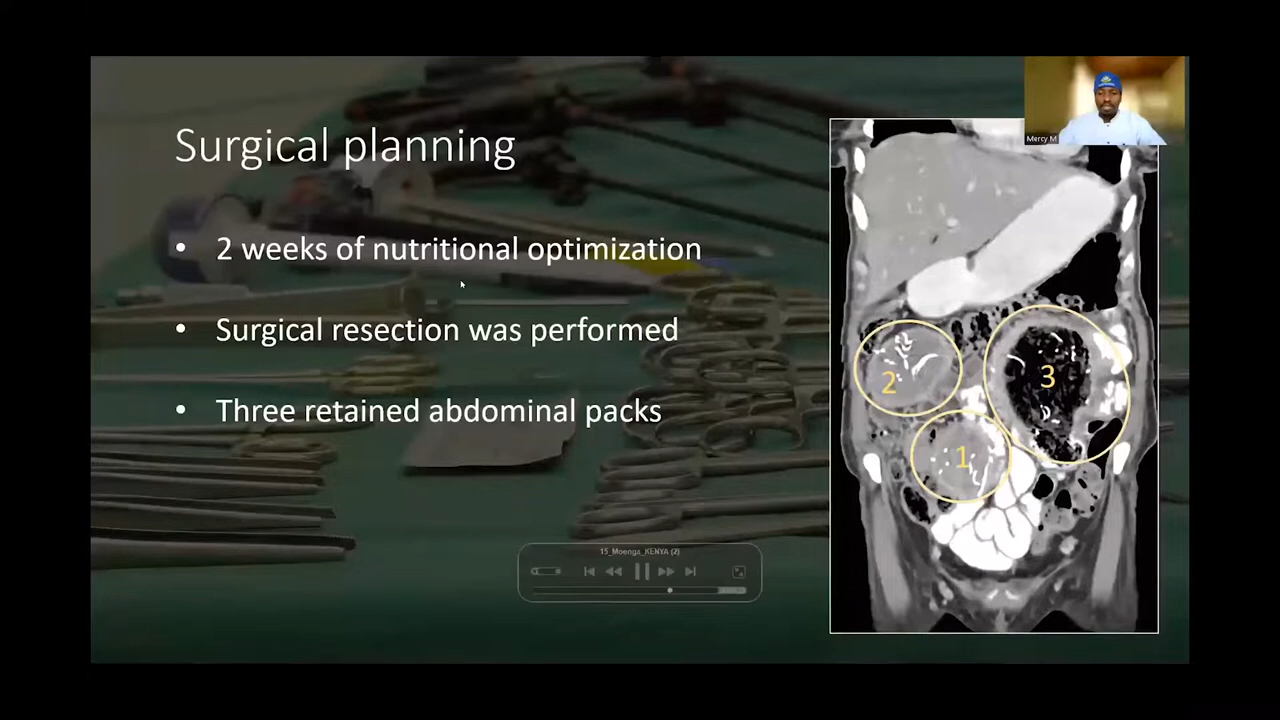 Mercy M
Surgical planning
• 2 weeks of nutritional optimization
• Surgical resection was performed
• Three retained abdominal packs
2
3
1
15_Moenga_KENYA (2)